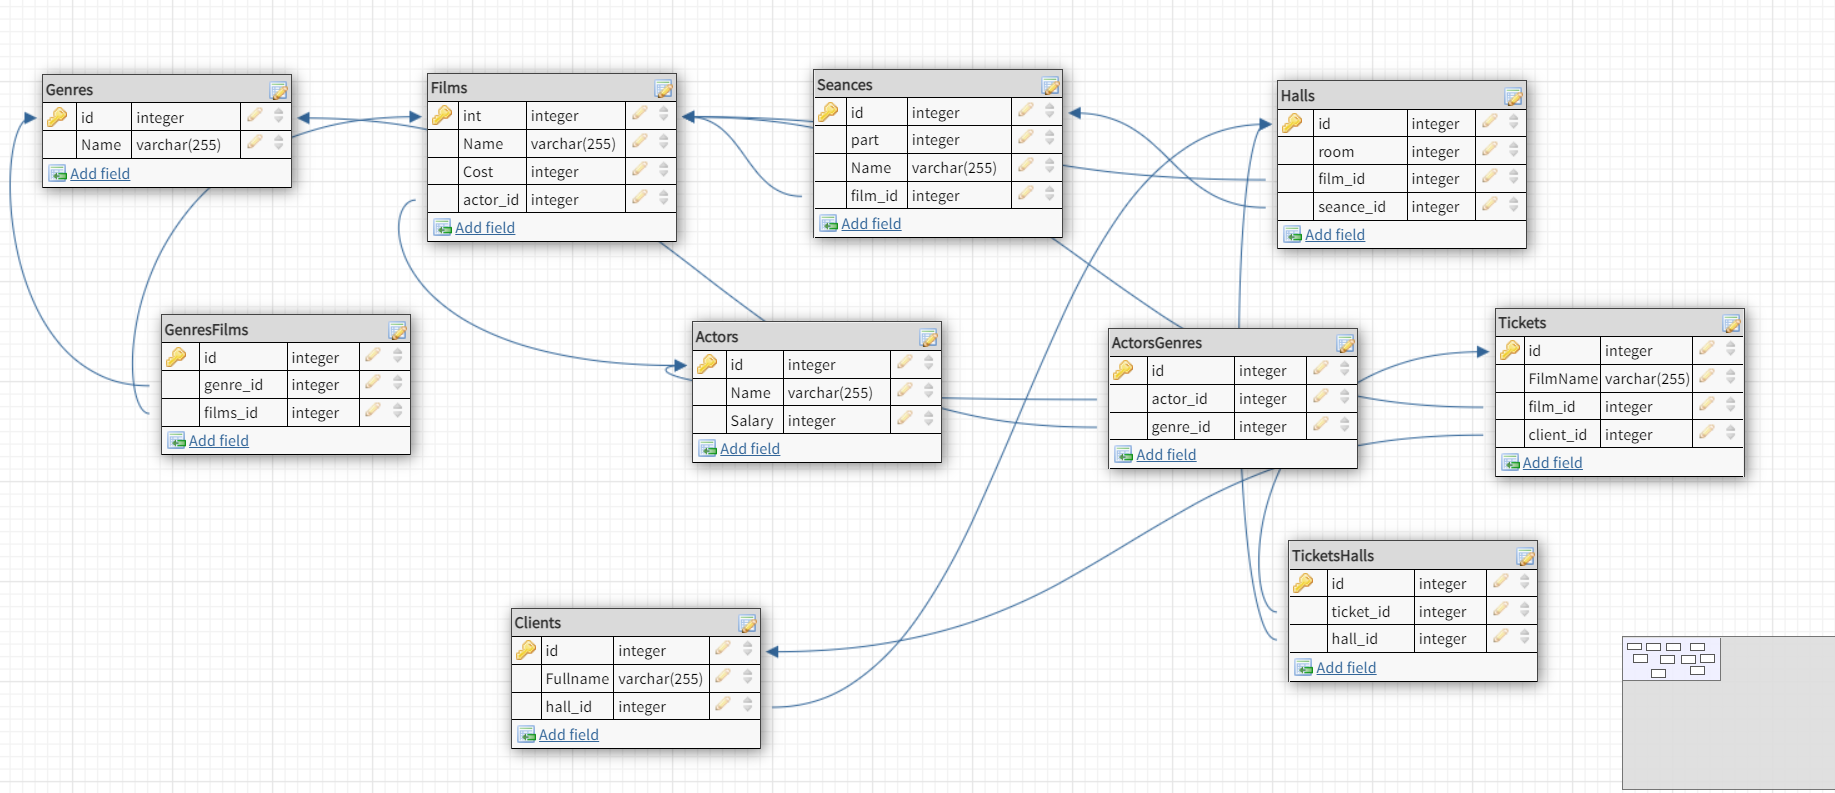 Genres
id integer
Name varchar(255)
Add field
Films
int integer
Name varchar(255)
Cost integer
actor_id integer
Add field
Seances
id integer
part integer
Name varchar(255)
film_id integer
Add field
Halls
id integer
room integer
film_id integer
seance_id integer
Add field
GenresFilms
id integer
genre_id integer
films_id integer
Add field
Actors
id integer
Name varchar(255)
Salary integer
Add field
ActorsGenres
id integer
actor_id integer
genre_id integer
Add field
Tickets
id integer
FilmName varchar(255)
film_id integer
client_id integer
Add field
Clients
id integer
Fullname varchar(255)
hall_id integer
Add field
TicketsHalls
id integer
ticket_id integer
hall_id integer
Add field